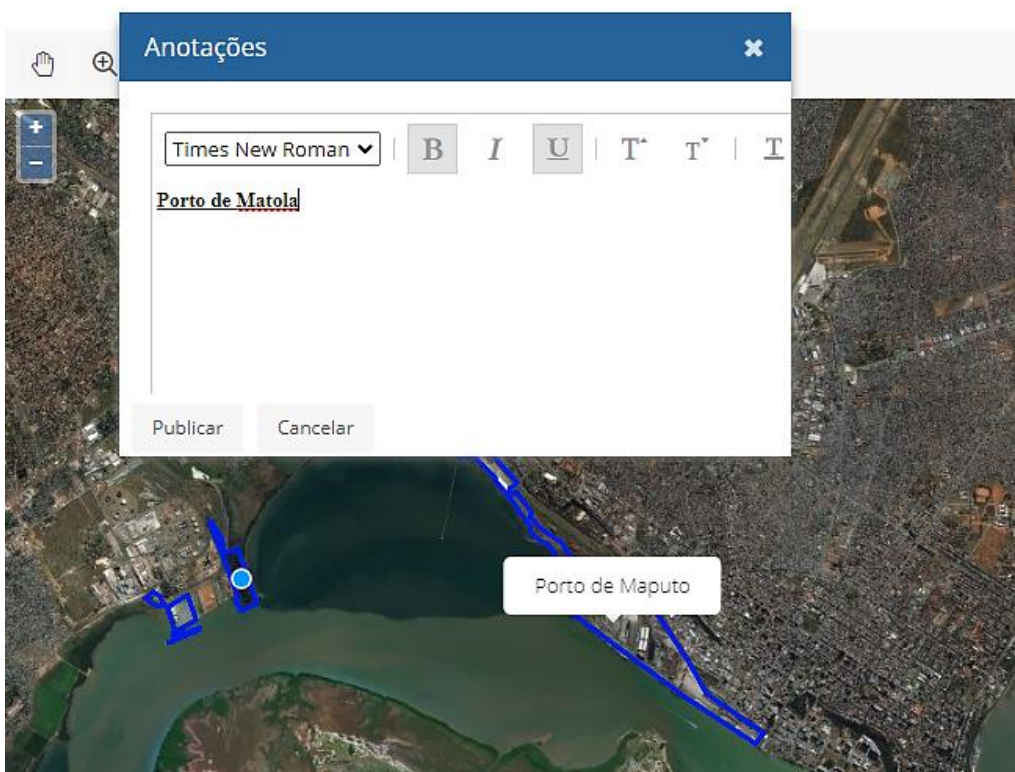 Anotações
Times New Roman
B I U T T T
Porto de Matola
Publicar Cancelar
Porto de Maputo